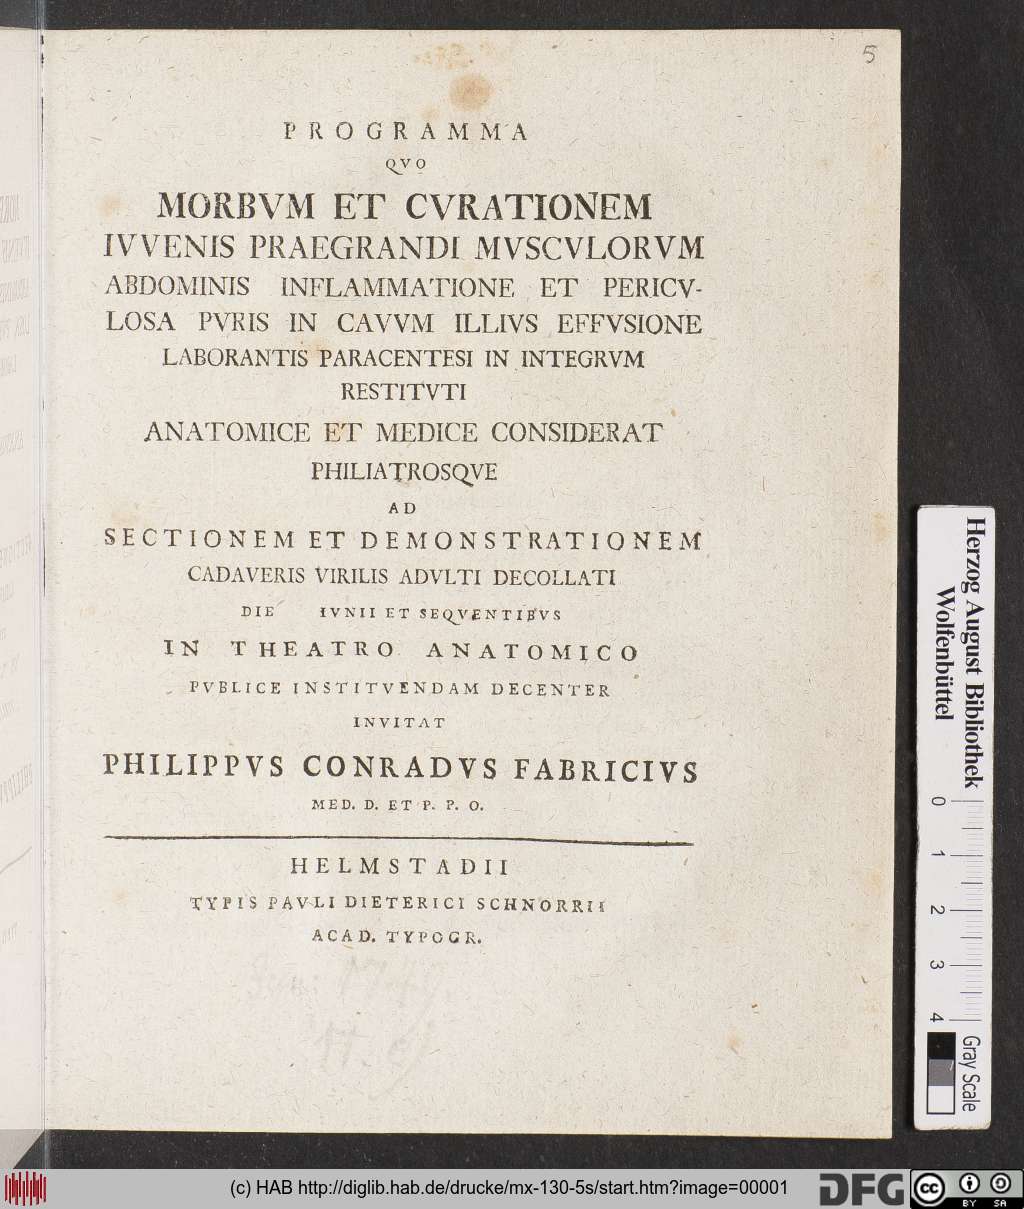 5
PROGRAMMA
QVO
MORBVM ET CVRATIONEM
IVVENIS PRAEGRANDI MVSCVLORVM
ABDOMINIS INFLAMMATIONE ET PERICV-
LOSA PVRIS IN CAVVM ILLIVS EFFVSIONE
LABORANTIS PARACENTESI IN INTEGRVM
RESTITVTI
ANATOMICE ET MEDICE CONSIDERAT
PHILIATROSQVE
AD
SECTIONEM ET DEMONSTRATIONEM
CADAVERIS VIRILIS ADVLTI DECOLLATI
DIE IVNII ET SEQVENTIBVS
IN THEATRO ANATOMICO
PVBLICE INSTITVENDAM DECENTER
INVITAT
PHILIPPVS CONRADVS FABRICIVS
MED. D. ET P. P. O.
HELMSTADII
TYPIS PAVLI DIETERICI SCHNORRII
ACAD. TYPOGR.
Herzog August Bibliothek
Wolfenbüttel
0 1 2 3 4
Gray Scale
(c) HAB http://diglib.hab.de/drucke/mx-130-5s/start.htm?image=00001
DFG
cc BY SA